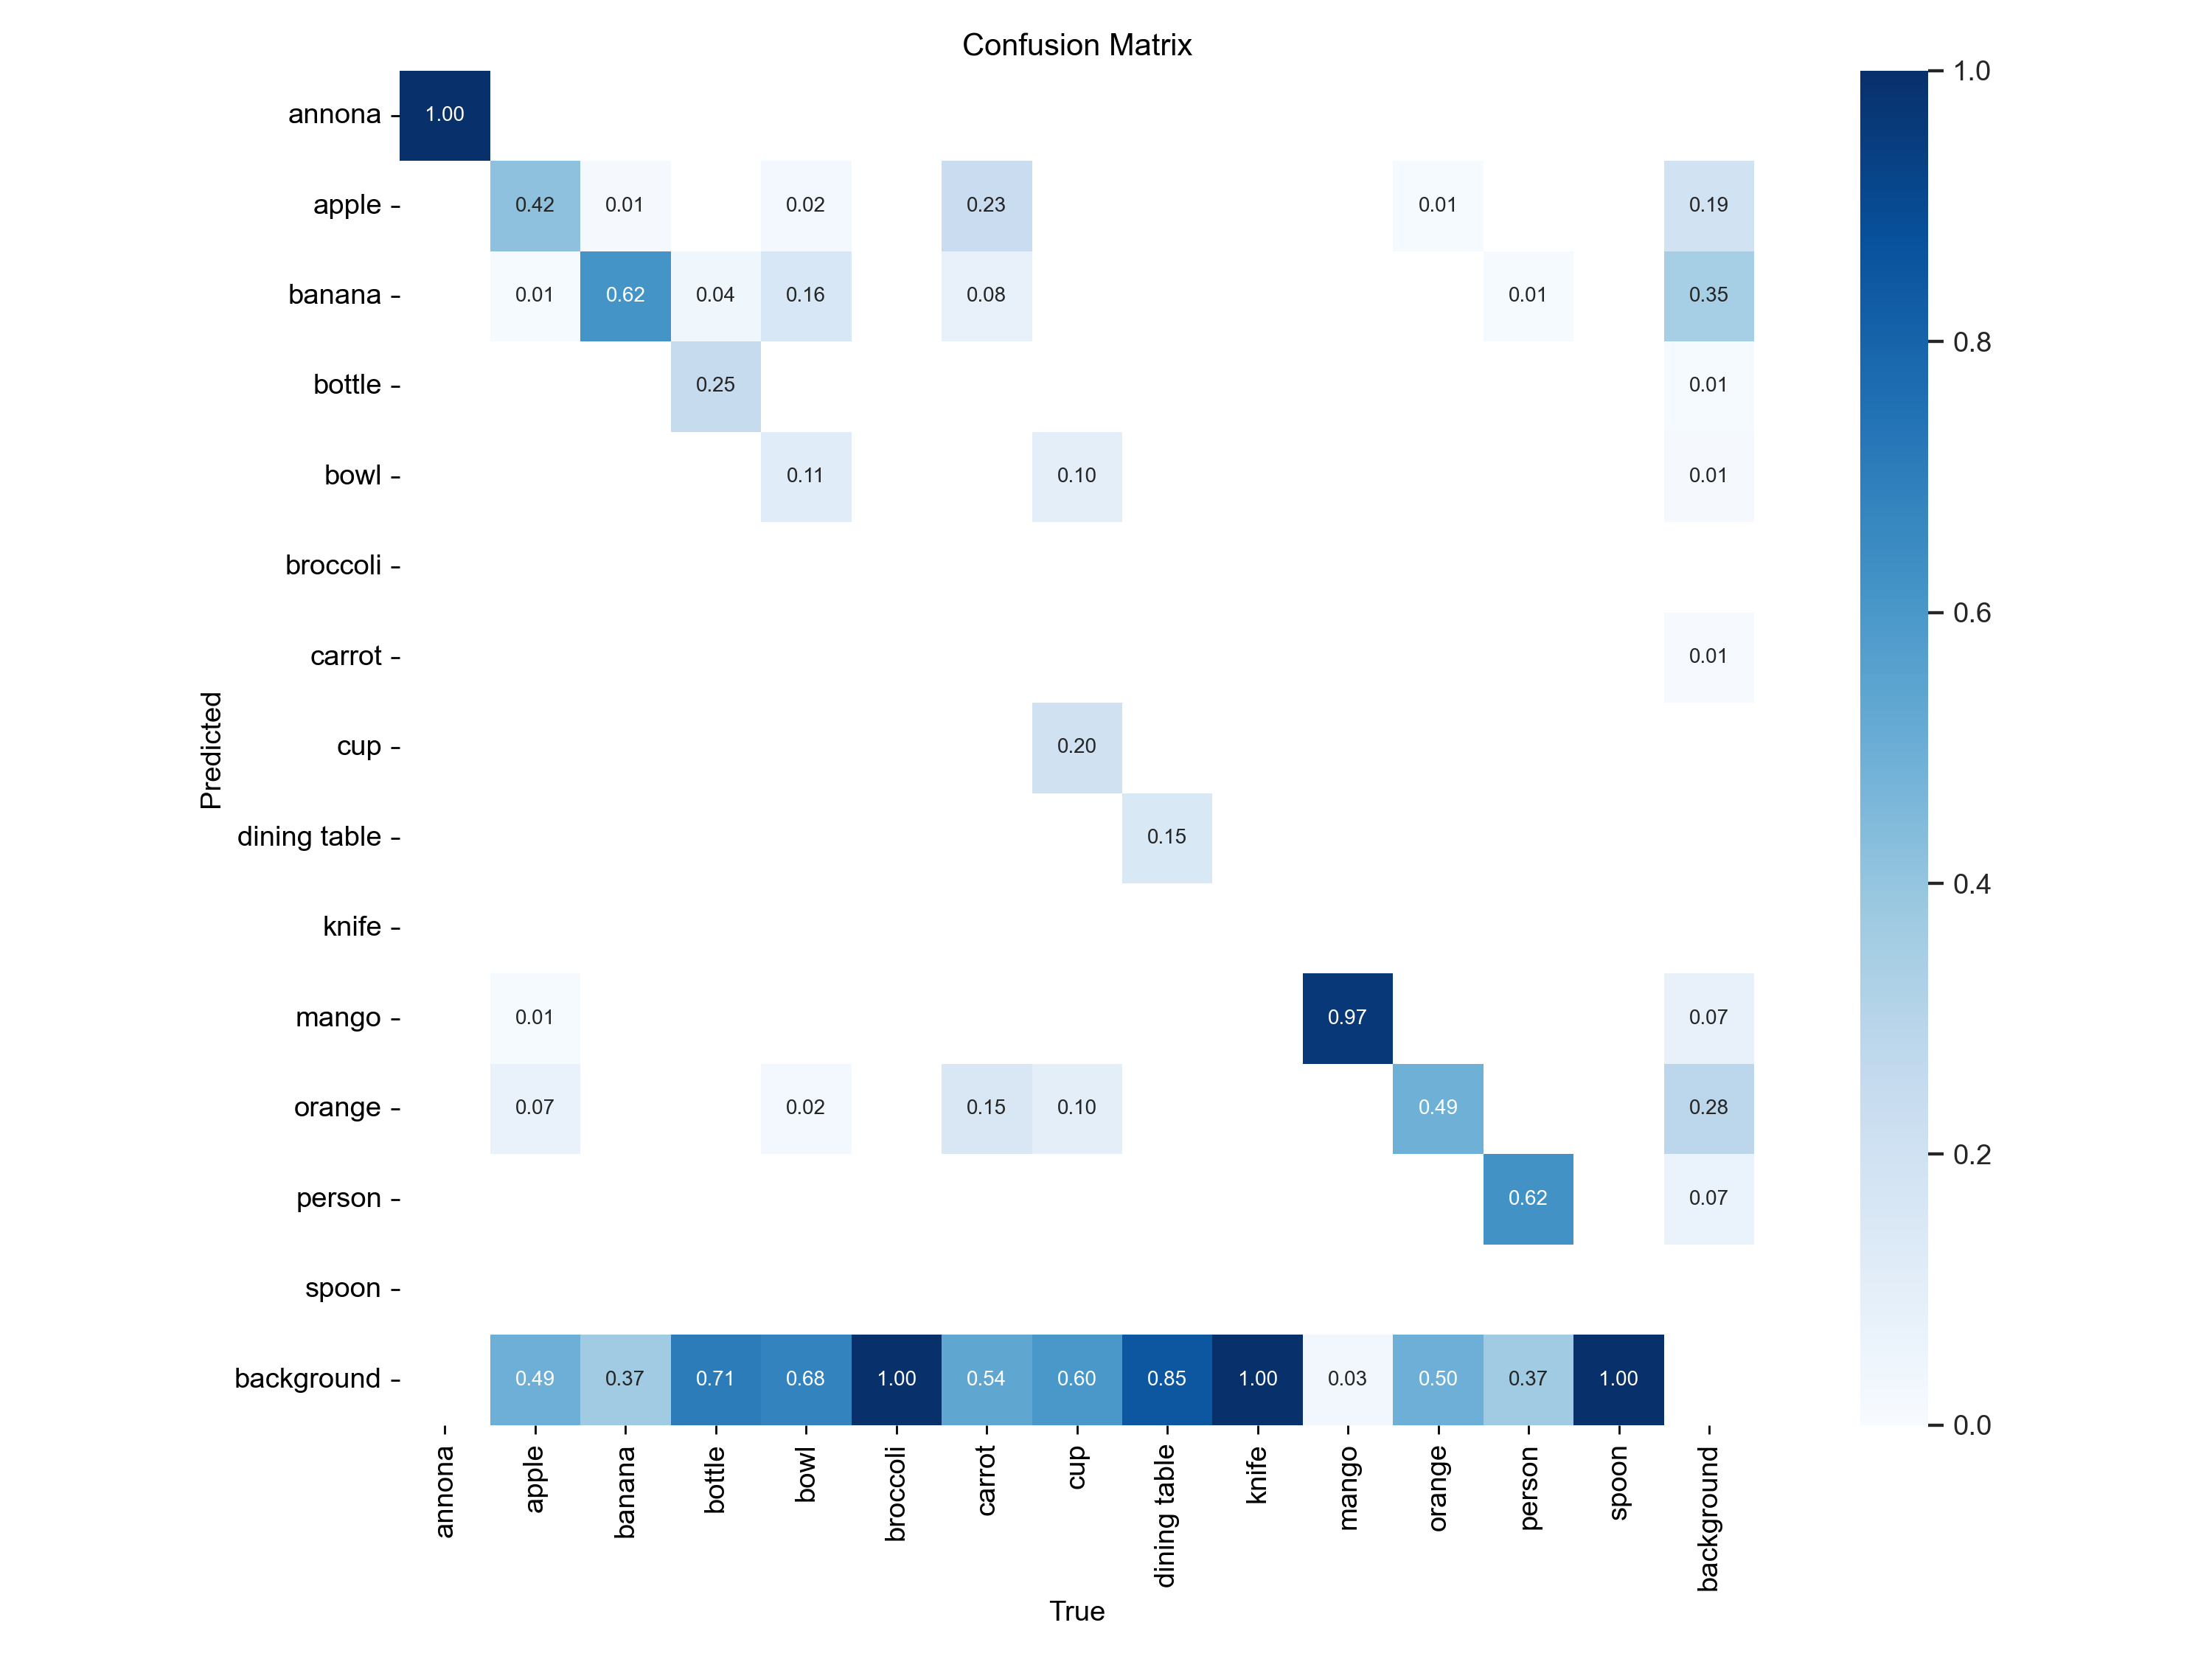 Confusion Matrix
annona 1.00
apple 0.42 0.01 0.02 0.23 0.01 0.19
banana 0.01 0.62 0.04 0.16 0.08 0.01 0.35
bottle 0.25 0.01
bowl 0.11 0.10 0.01
broccoli
carrot 0.01
cup 0.20
dining table 0.15
knife
mango 0.01 0.97 0.07
orange 0.07 0.02 0.15 0.10 0.49 0.28
person 0.62 0.07
spoon
background 0.49 0.37 0.71 0.68 1.00 0.54 0.60 0.85 1.00 0.03 0.50 0.37 1.00
Predicted
annona
apple
banana
bottle
bowl
broccoli
carrot
cup
dining table
knife
mango
orange
person
spoon
background
True
1.0
0.8
0.6
0.4
0.2
0.0